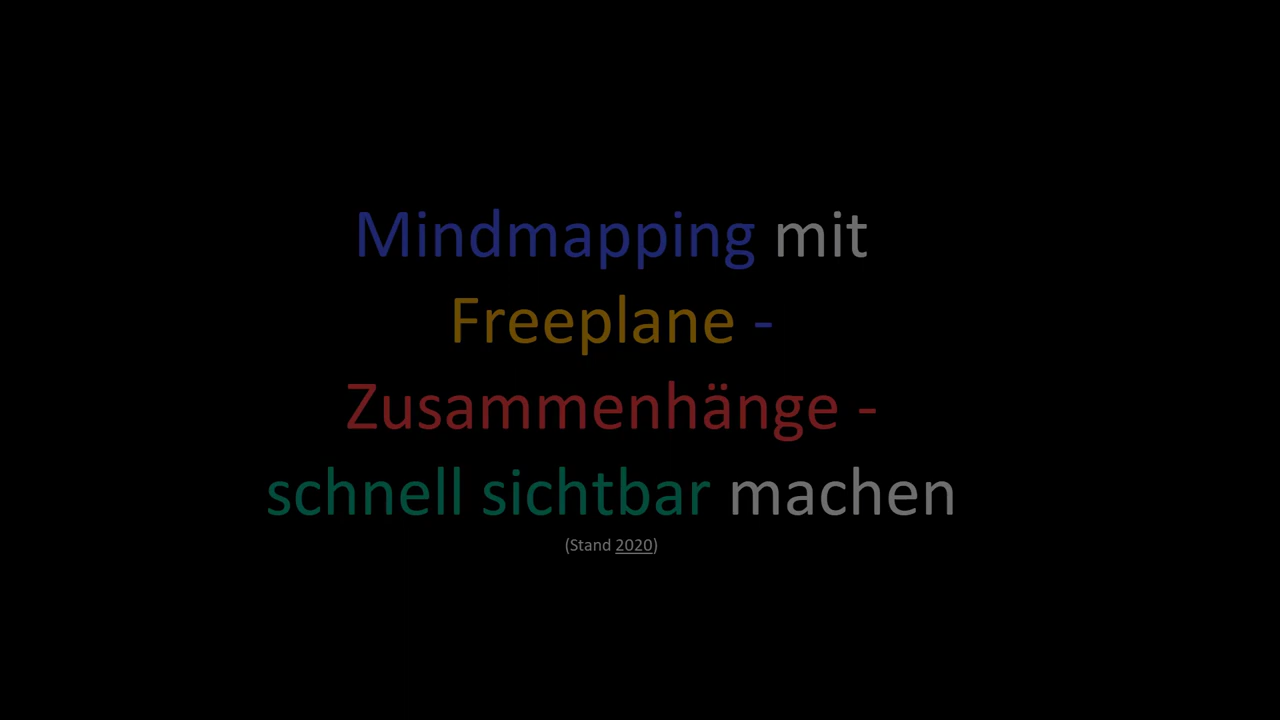 Mindmapping mit
Freeplane -
Zusammenhänge -
schnell sichtbar machen
(Stand 2020)